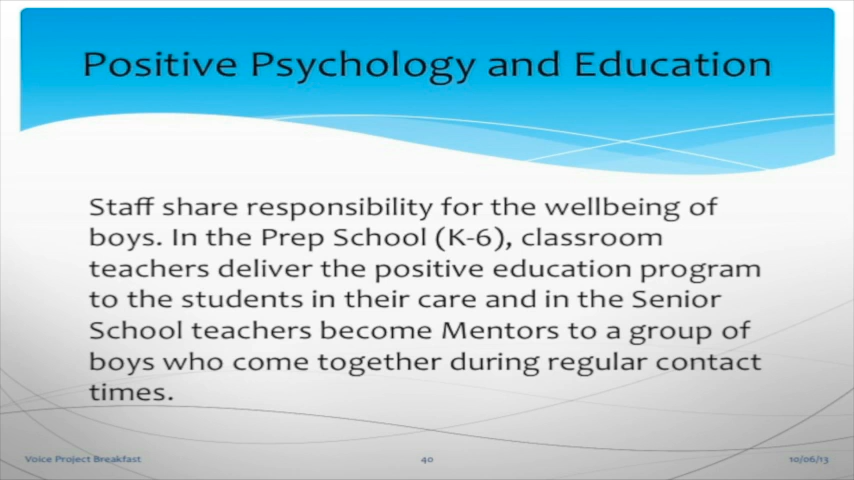 Positive Psychology and Education
Staff share responsibility for the wellbeing of
boys. In the Prep School (K-6), classroom
teachers deliver the positive education program
to the students in their care and in the Senior
School teachers become Mentors to a group of
boys who come together during regular contact
times.
Voice Project Breakfast
40
10/06/13